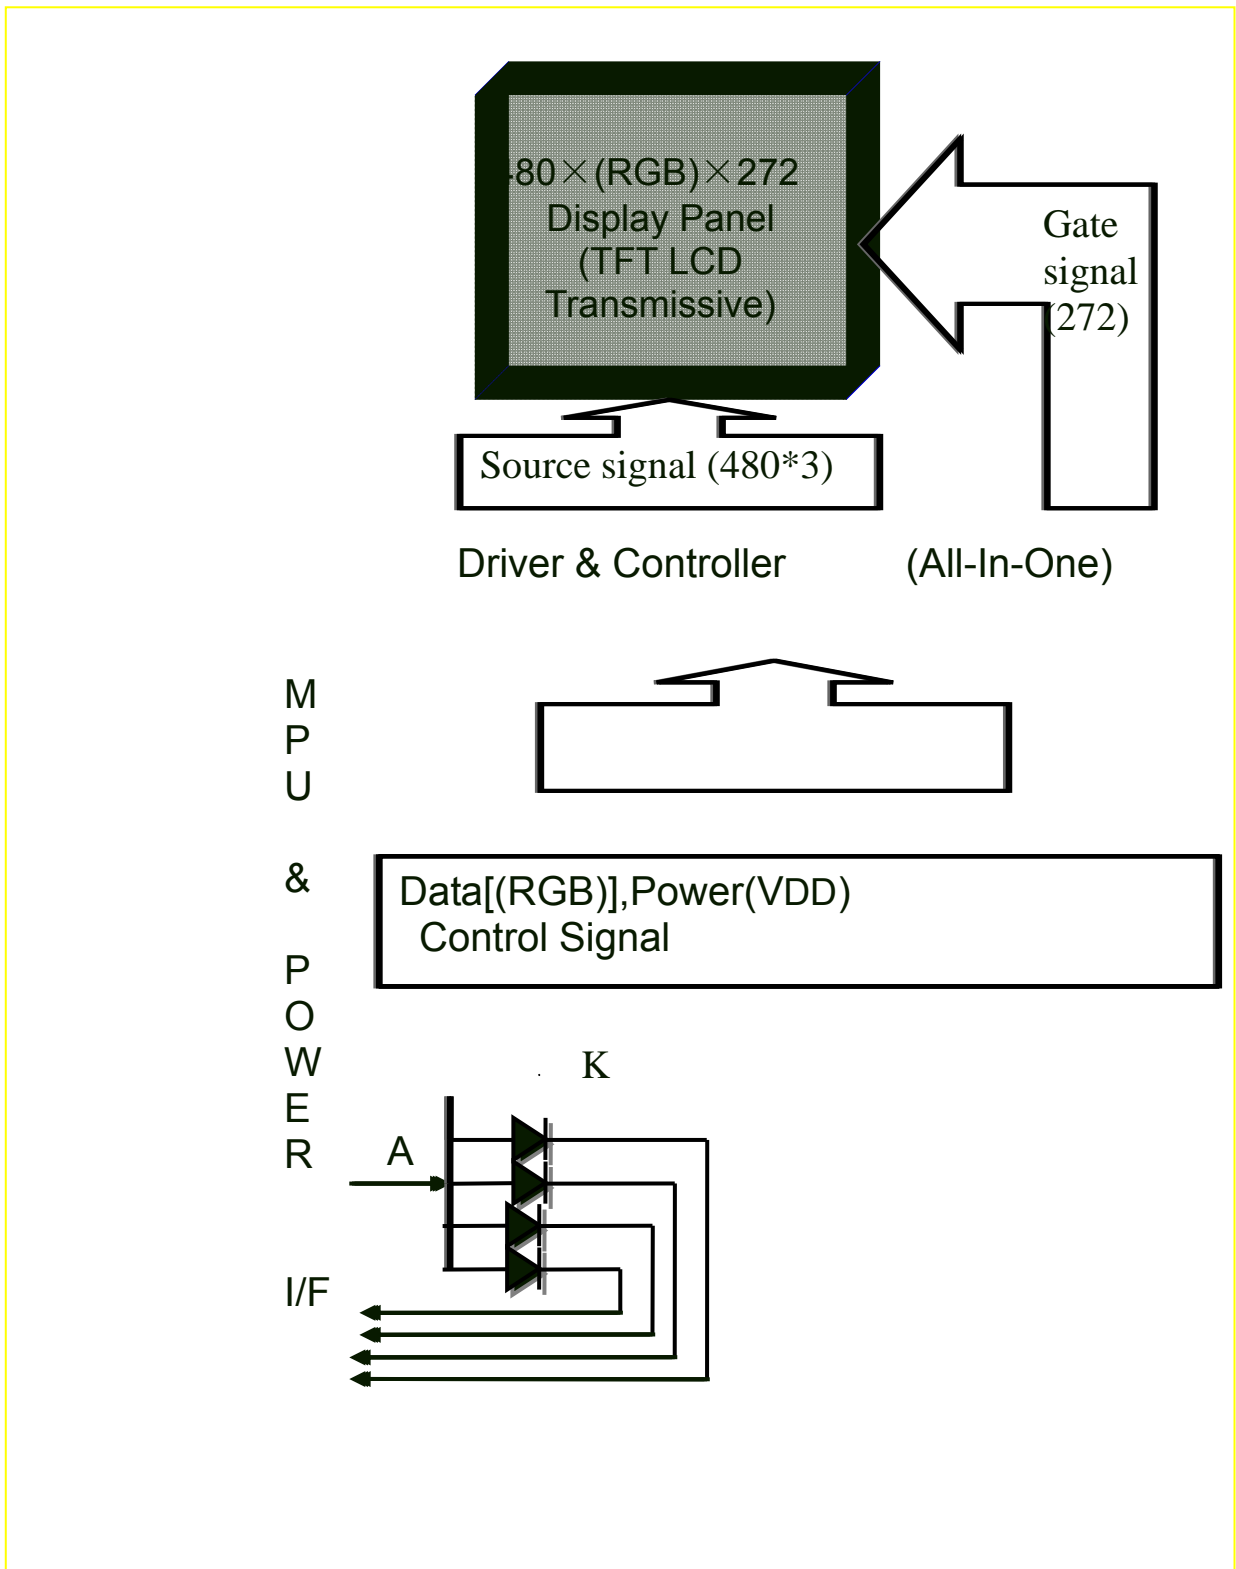 80×(RGB)×272
Display Panel
(TFT LCD
Transmissive)
Gate
signal
(272)
Source signal (480*3)
Driver & Controller (All-In-One)
M
P
U
&
P
O
W
E
R
I/F
Data[(RGB)],Power(VDD)
Control Signal
K
A